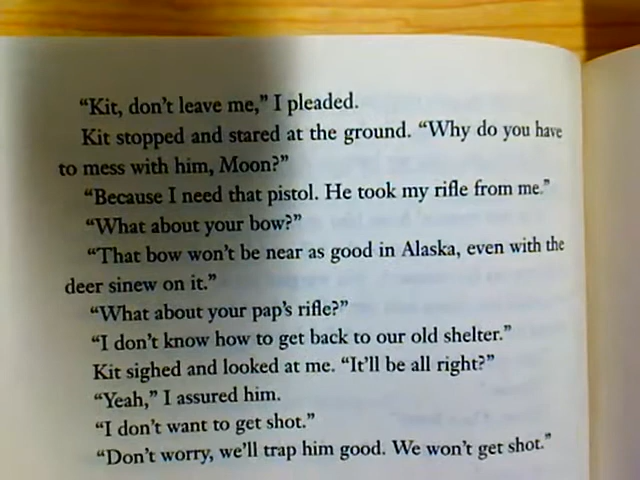 “Kit, don’t leave me,” I pleaded.
Kit stopped and stared at the ground. “Why do you have
to mess with him, Moon?”
“Because I need that pistol. He took my rifle from me.”
“What about your bow?”
“That bow won’t be near as good in Alaska, even with the
deer sinew on it.”
“What about your pap’s rifle?”
“I don’t know how to get back to our old shelter.”
Kit sighed and looked at me. “It’ll be all right?”
“Yeah,” I assured him.
“I don’t want to get shot.”
“Don’t worry, we’ll trap him good. We won’t get shot.”